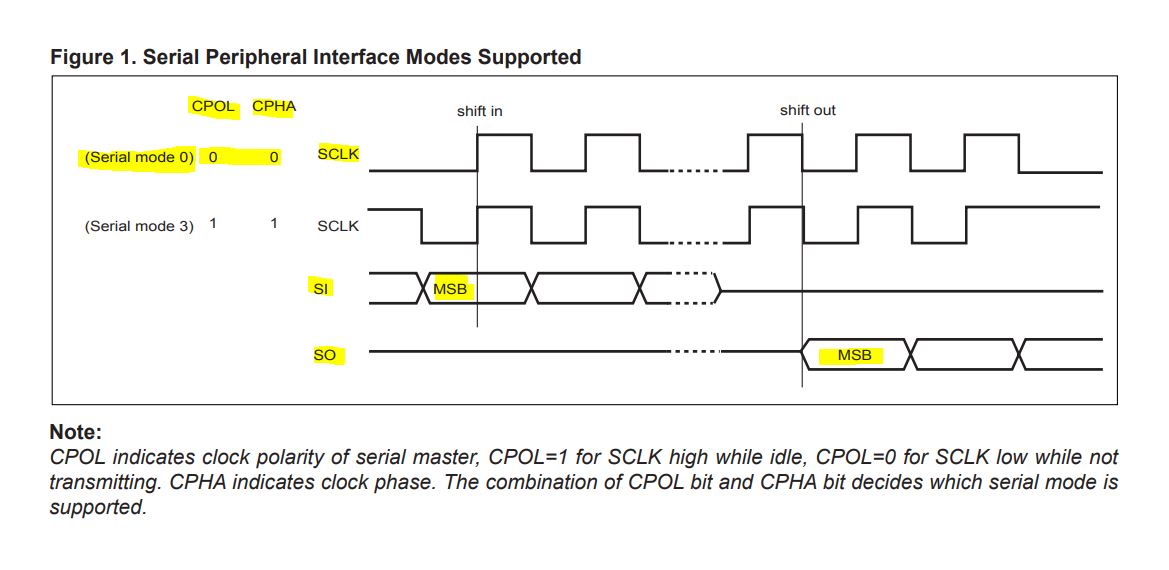 Figure 1. Serial Peripheral Interface Modes Supported
CPOL CPHA
shift in shift out
(Serial mode 0) 0 0 SCLK
(Serial mode 3) 1 1 SCLK
SI MSB
SO MSB
Note:
CPOL indicates clock polarity of serial master, CPOL=1 for SCLK high while idle, CPOL=0 for SCLK low while not
transmitting. CPHA indicates clock phase. The combination of CPOL bit and CPHA bit decides which serial mode is
supported.